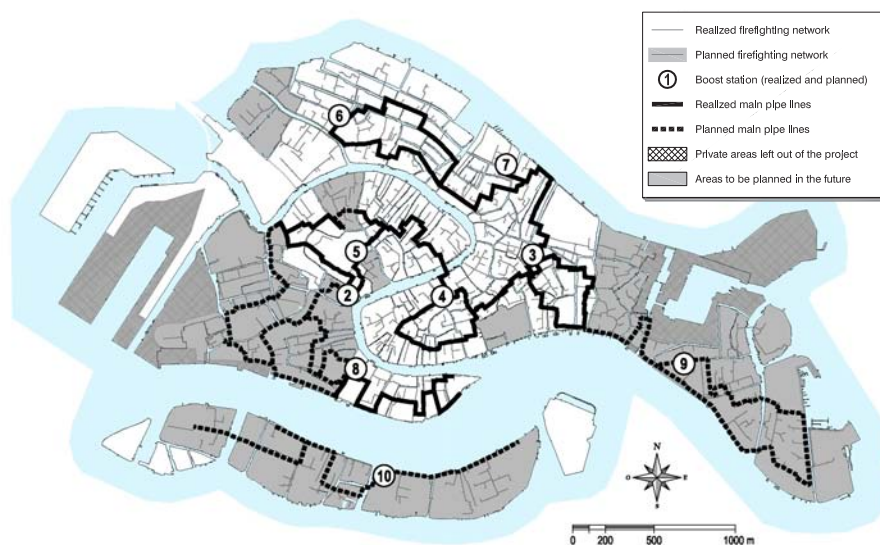 Realized firefighting network
Planned firefighting network
1 Boost station (realized and planned)
Realized main pipe lines
Planned main pipe lines
Private areas left out of the project
Areas to be planned in the future
6
7
5
3
2
4
8
9
10
N
O E
S
0 200 500 1000 m